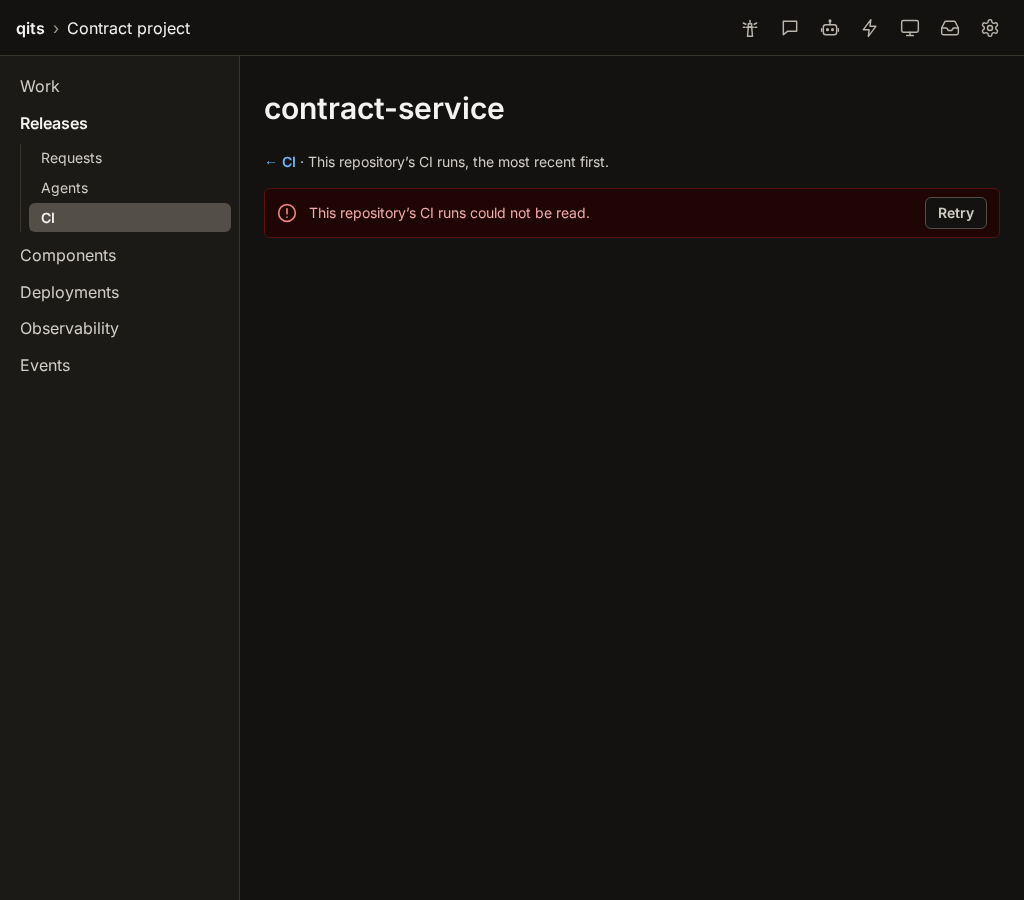 qits › Contract project
Work
Releases
Requests
Agents
CI
Components
Deployments
Observability
Events
contract-service
← CI · This repository’s CI runs, the most recent first.
This repository’s CI runs could not be read.
Retry